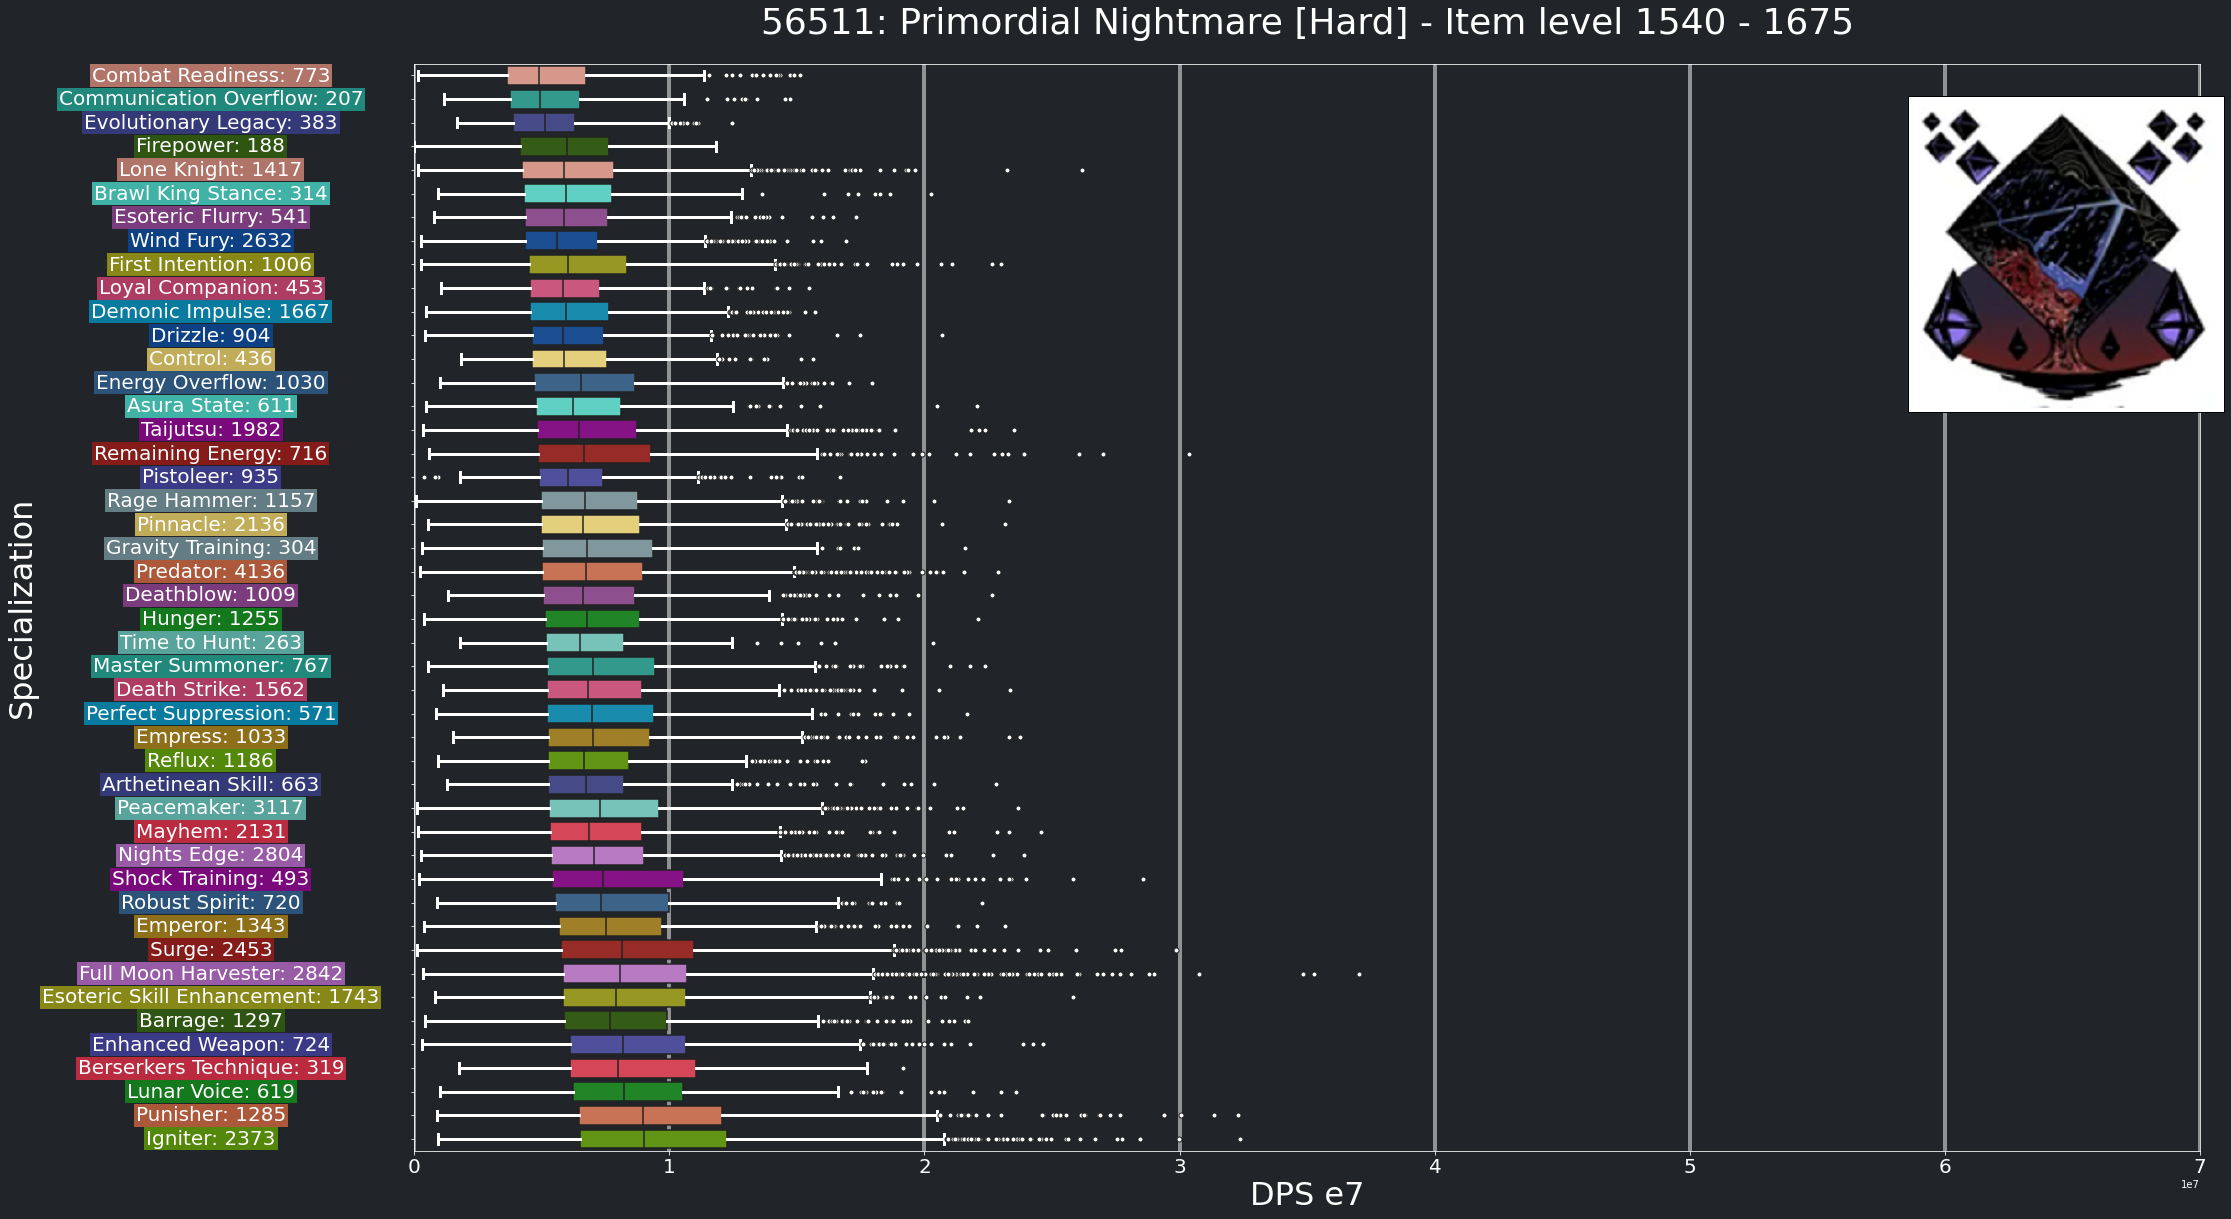 56511: Primordial Nightmare [Hard] - Item level 1540 - 1675
Specialization
Combat Readiness: 773
Communication Overflow: 207
Evolutionary Legacy: 383
Firepower: 188
Lone Knight: 1417
Brawl King Stance: 314
Esoteric Flurry: 541
Wind Fury: 2632
First Intention: 1006
Loyal Companion: 453
Demonic Impulse: 1667
Drizzle: 904
Control: 436
Energy Overflow: 1030
Asura State: 611
Taijutsu: 1982
Remaining Energy: 716
Pistoleer: 935
Rage Hammer: 1157
Pinnacle: 2136
Gravity Training: 304
Predator: 4136
Deathblow: 1009
Hunger: 1255
Time to Hunt: 263
Master Summoner: 767
Death Strike: 1562
Perfect Suppression: 571
Empress: 1033
Reflux: 1186
Arthetinean Skill: 663
Peacemaker: 3117
Mayhem: 2131
Nights Edge: 2804
Shock Training: 493
Robust Spirit: 720
Emperor: 1343
Surge: 2453
Full Moon Harvester: 2842
Esoteric Skill Enhancement: 1743
Barrage: 1297
Enhanced Weapon: 724
Berserkers Technique: 319
Lunar Voice: 619
Punisher: 1285
Igniter: 2373
0 1 2 3 4 5 6 7
1e7
DPS e7